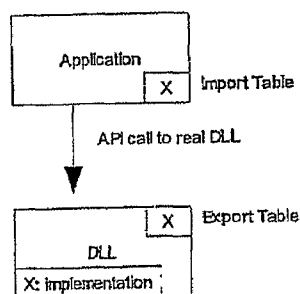 Application
X
Import Table
API call to real DLL
X
Export Table
DLL
X: Implementation